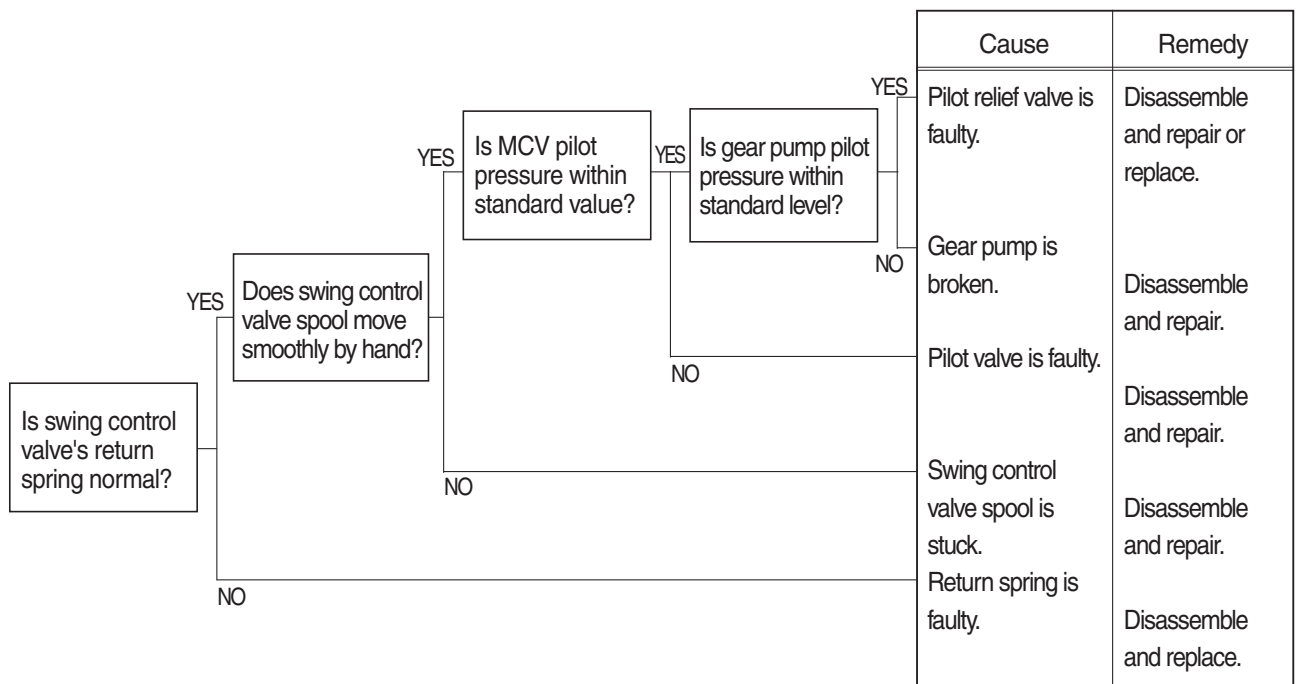 Cause
Remedy
YES
Pilot relief valve is
faulty.
Disassemble
and repair or
replace.
YES
Is MCV pilot
pressure within
standard value?
YES
Is gear pump pilot
pressure within
standard level?
NO
Gear pump is
broken.
Disassemble
and repair.
YES
Does swing control
valve spool move
smoothly by hand?
NO
Pilot valve is faulty.
Disassemble
and repair.
Is swing control
valve's return
spring normal?
NO
Swing control
valve spool is
stuck.
Disassemble
and repair.
NO
Return spring is
faulty.
Disassemble
and replace.